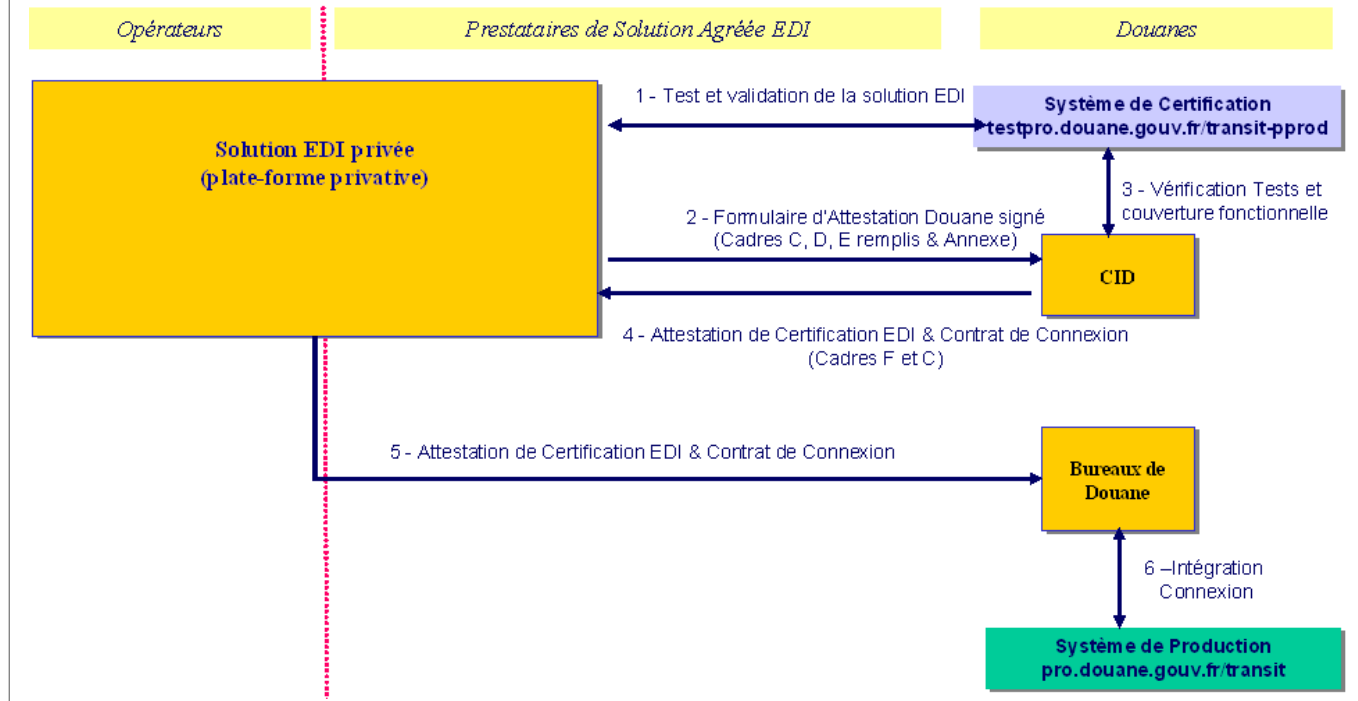 Opérateurs
Prestataires de Solution Agréée EDI
Douanes
1 - Test et validation de la solution EDI
Système de Certification
testpro.douane.gouv.fr/transit-pprod
Solution EDI privée
(plate-forme privative)
3 - Vérification Tests et
couverture fonctionnelle
2 - Formulaire d'Attestation Douane signé
(Cadres C, D, E remplis & Annexe)
CID
4 - Attestation de Certification EDI & Contrat de Connexion
(Cadres F et C)
5 - Attestation de Certification EDI & Contrat de Connexion
Bureaux de
Douane
6 –Intégration
Connexion
Système de Production
pro.douane.gouv.fr/transit